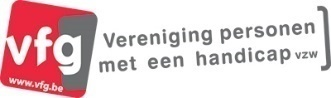 vfg
www.vfg.be
Vereniging personen
met een handicap vzw